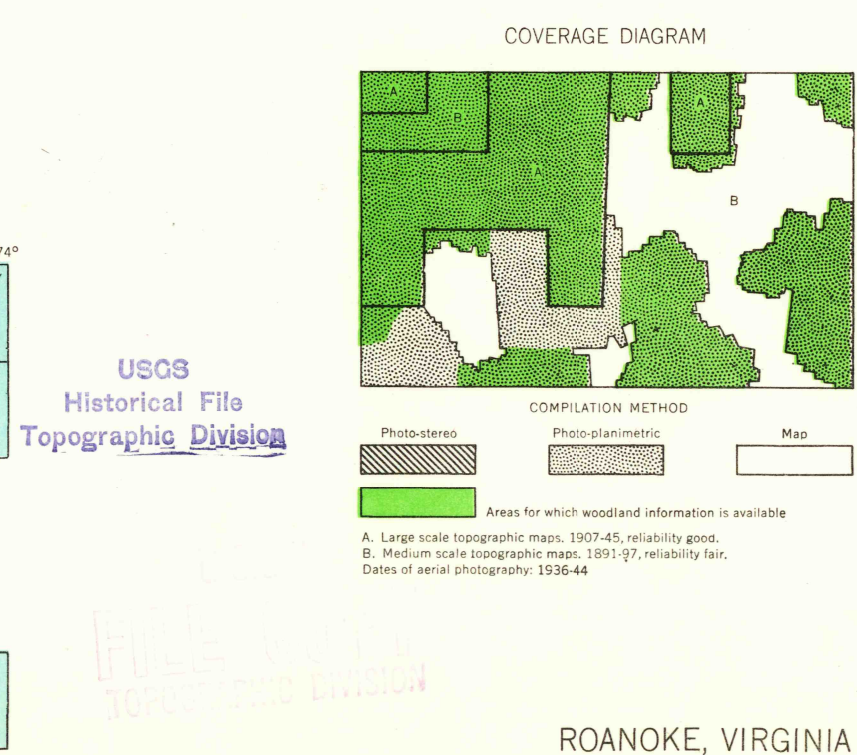 COVERAGE DIAGRAM
A
B
A
A
B
74°
USGS
Historical File
Topographic Division
COMPILATION METHOD
Photo-stereo
Photo-planimetric
Map
Areas for which woodland information is available
A. Large scale topographic maps. 1907-45, reliability good.
B. Medium scale topographic maps. 1891-97, reliability fair.
Dates of aerial photography: 1936-44
FILE COPY
TOPOGRAPHIC DIVISION
ROANOKE, VIRGINIA